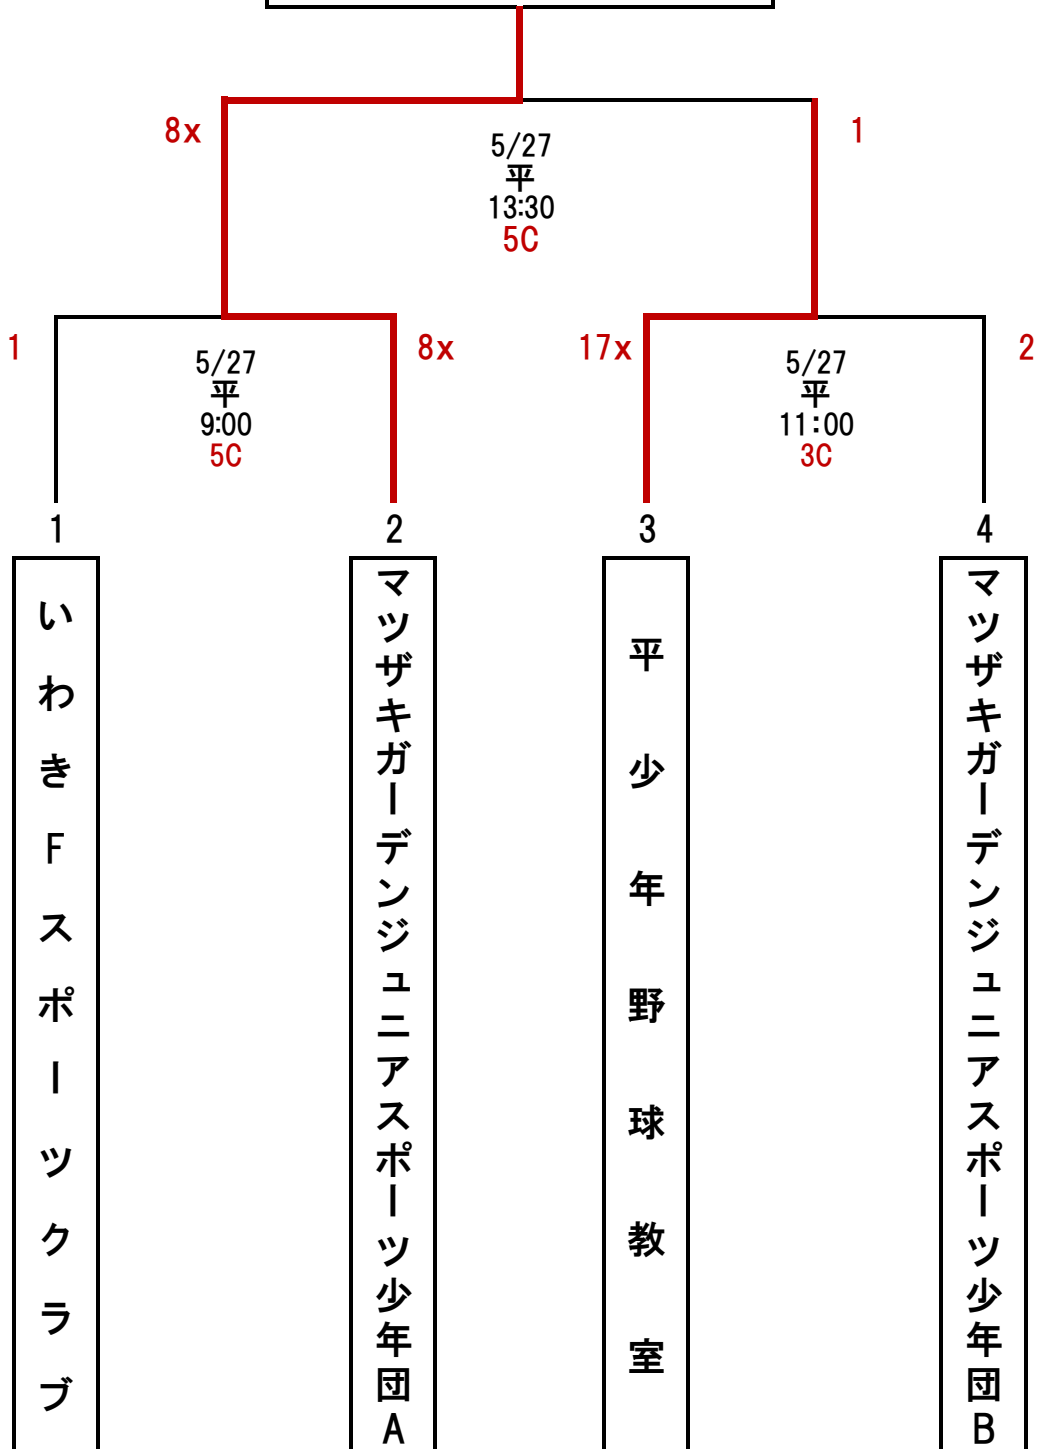 8x
1
5/27
平
13:30
5C
1
8x
17x
2
5/27
平
9:00
5C
5/27
平
11:00
3C
1
2
3
4
いわきFスポーツクラブ
マツザキガーデンジュニアスポーツ少年団A
平少年野球教室
マツザキガーデンジュニアスポーツ少年団B